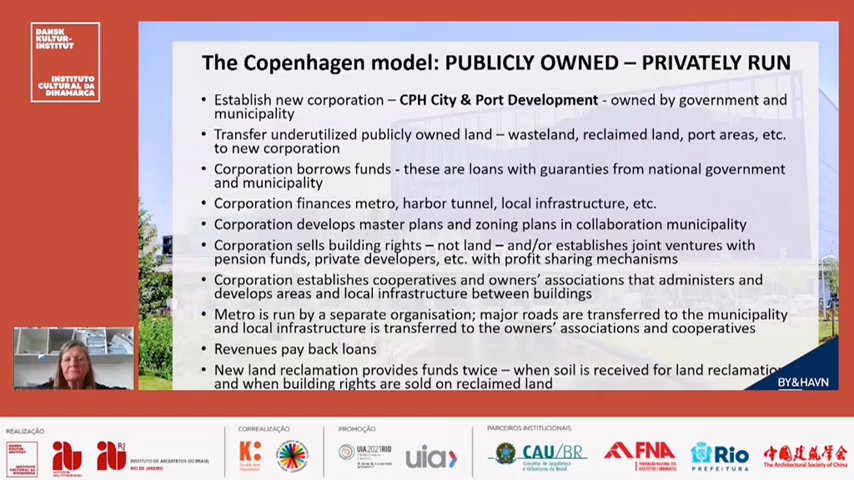 DANSK
KULTUR-
INSTITUT
INSTITUTO
CULTURAL DA
DINAMARCA
The Copenhagen model: PUBLICLY OWNED – PRIVATELY RUN
• Establish new corporation – CPH City & Port Development - owned by government and
municipality
• Transfer underutilized publicly owned land – wasteland, reclaimed land, port areas, etc.
to new corporation
• Corporation borrows funds - these are loans with guaranties from national government
and municipality
• Corporation finances metro, harbor tunnel, local infrastructure, etc.
• Corporation develops master plans and zoning plans in collaboration municipality
• Corporation sells building rights – not land – and/or establishes joint ventures with
pension funds, private developers, etc. with profit sharing mechanisms
• Corporation establishes cooperatives and owners’ associations that administers and
develops areas and local infrastructure between buildings
• Metro is run by a separate organisation; major roads are transferred to the municipality
and local infrastructure is transferred to the owners’ associations and cooperatives
• Revenues pay back loans
• New land reclamation provides funds twice – when soil is received for land reclamation
and when building rights are sold on reclaimed land
BY&HAVN
REALIZAÇÃO
CORREALIZAÇÃO
PROMOÇÃO
PARCEIROS INSTITUCIONAIS
INSTITUTO DE ARQUITETOS DO BRASIL
RIO DE JANEIRO
RJ
K:
UIA2021RIO
uia
CAU/BR
Conselho de Arquitetura
e Urbanismo do Brasil
FNA
Rio
PREFEITURA
中国建筑学会
The Architectural Society of China